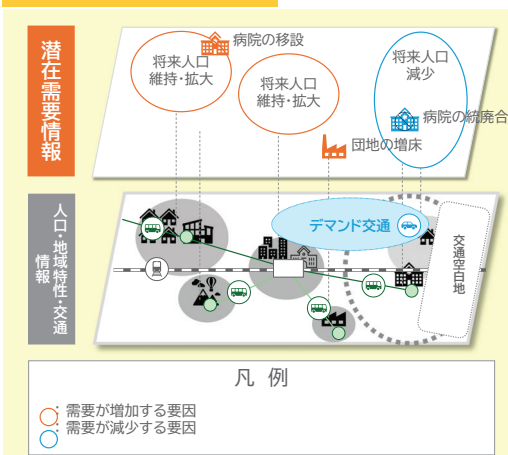 潜在需要情報
病院の移設
将来人口
維持・拡大
将来人口
維持・拡大
将来人口
減少
病院の統廃合
団地の増床
人口・地域特性・交通
情報
デマンド交通
交通空白地
凡 例
：需要が増加する要因
：需要が減少する要因